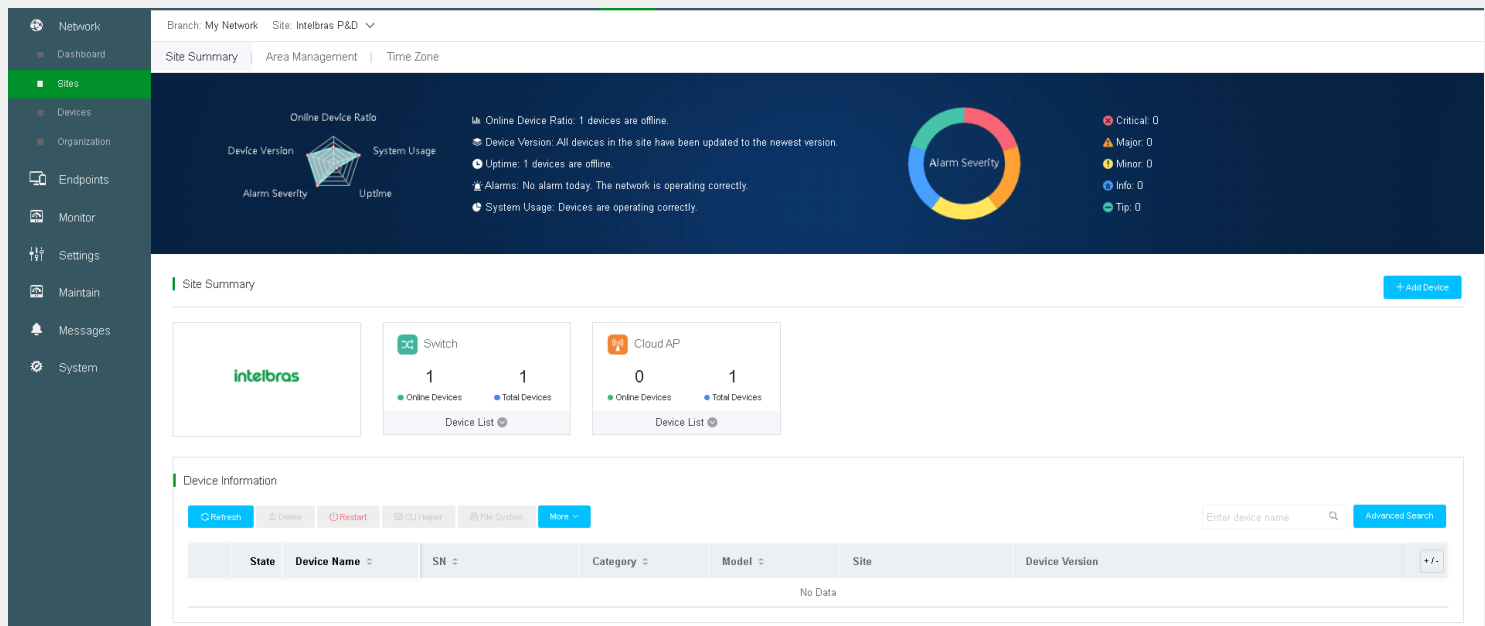 Network
Dashboard
Sites
Devices
Organization
Endpoints
Monitor
Settings
Maintain
Messages
System
Branch: My Network Site: Intelbras P&D
Site Summary | Area Management | Time Zone
Online Device Ratio
Device Version
System Usage
Alarm Severity
Uptime
Online Device Ratio: 1 devices are offline.
Device Version: All devices in the site have been updated to the newest version.
Uptime: 1 devices are offline.
Alarms: No alarm today. The network is operating correctly.
System Usage: Devices are operating correctly.
Alarm Severity
Critical: 0
Major: 0
Minor: 0
Info: 0
Tip: 0
Site Summary
+ Add Device
intelbras
Switch
1 1
Online Devices Total Devices
Device List
Cloud AP
0 1
Online Devices Total Devices
Device List
Device Information
Refresh Delete Restart CLI Helper File System More
Enter device name
Advanced Search
State Device Name SN Category Model Site Device Version +/-
No Data